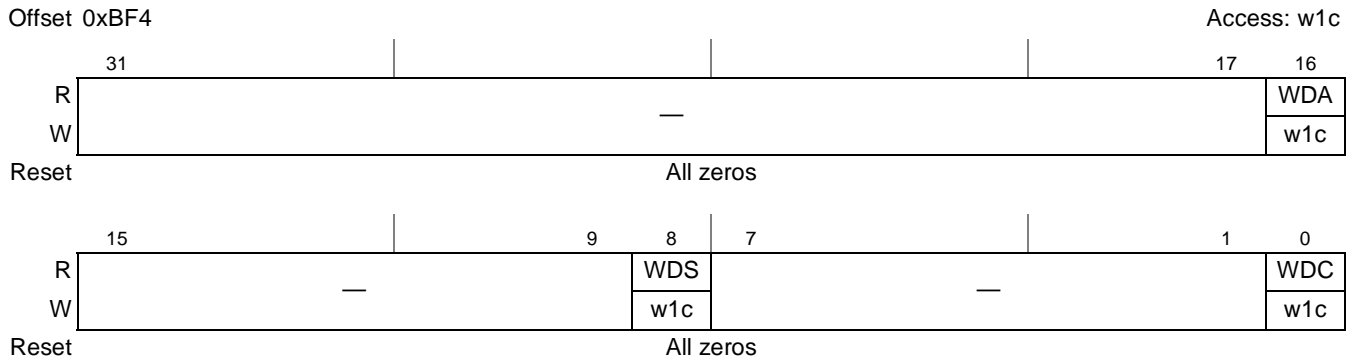 Offset 0xBF4 Access: w1c
31 17 16
R — WDA
W w1c
Reset All zeros
15 9 8 7 1 0
R — WDS — WDC
W w1c w1c
Reset All zeros